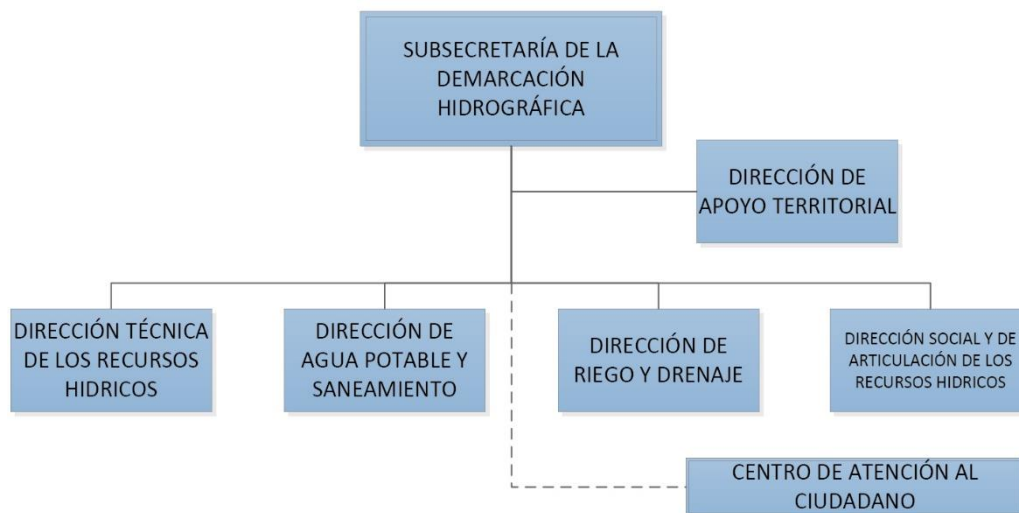 SUBSECRETARÍA DE LA
DEMARCACIÓN
HIDROGRÁFICA
DIRECCIÓN DE
APOYO TERRITORIAL
DIRECCIÓN TÉCNICA
DE LOS RECURSOS
HIDRICOS
DIRECCIÓN DE
AGUA POTABLE Y
SANEAMIENTO
DIRECCIÓN DE
RIEGO Y DRENAJE
DIRECCIÓN SOCIAL Y DE
ARTICULACIÓN DE LOS
RECURSOS HIDRICOS
CENTRO DE ATENCIÓN AL
CIUDADANO